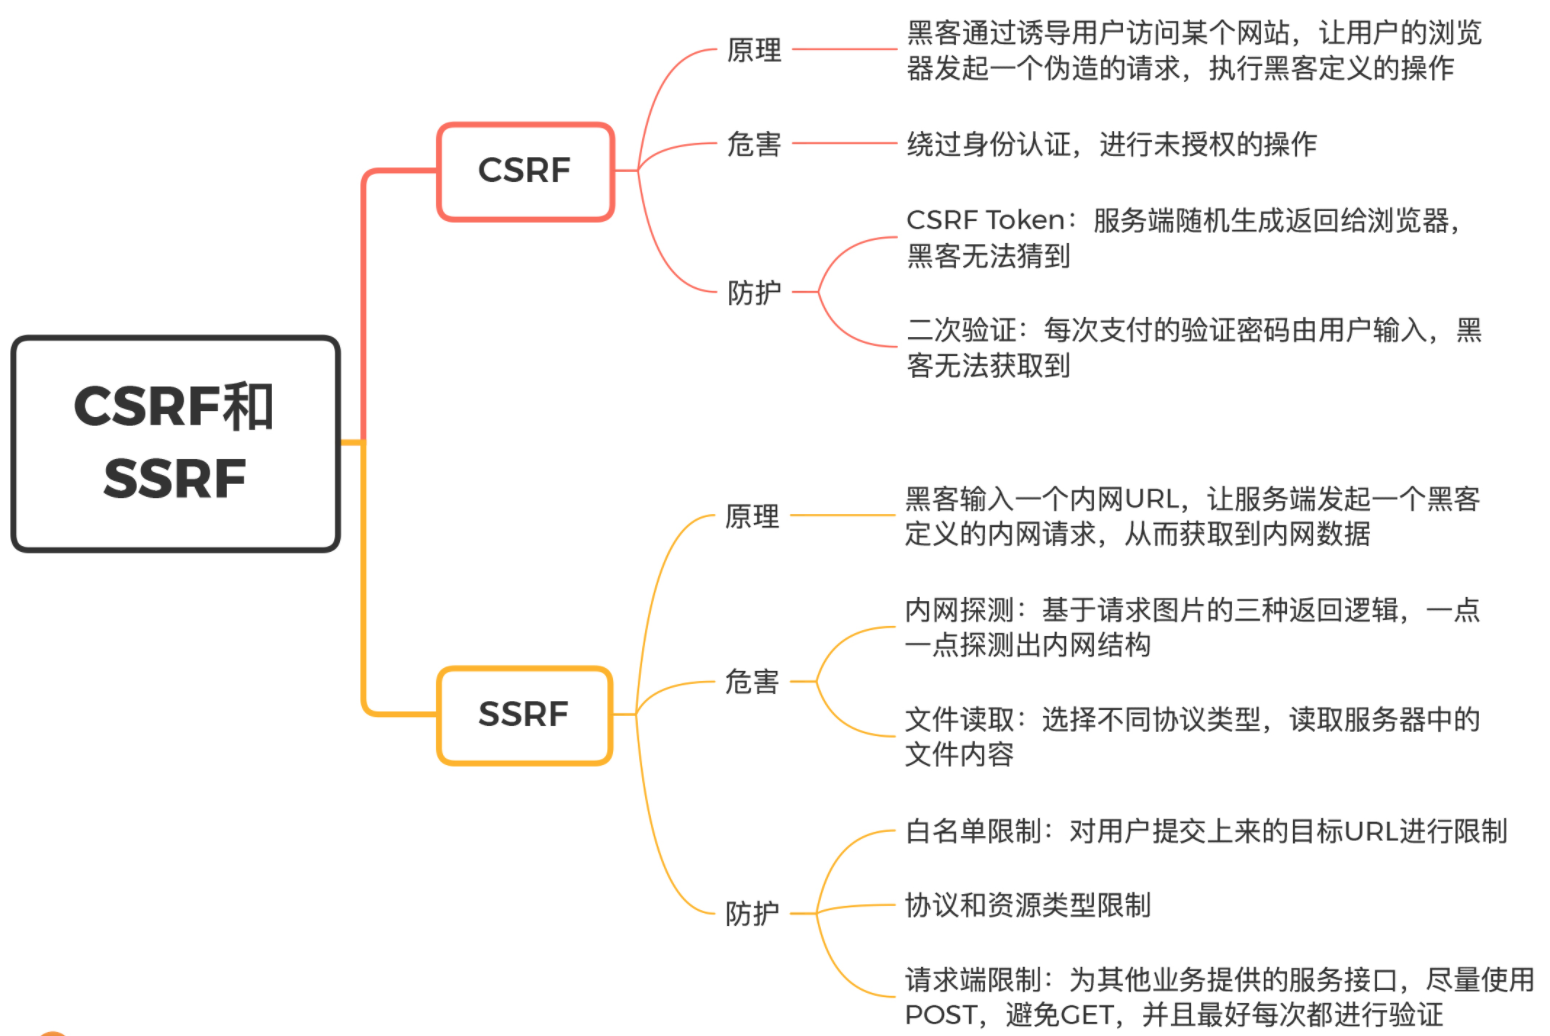 CSRF和
SSRF
CSRF
原理
黑客通过诱导用户访问某个网站，让用户的浏览
器发起一个伪造的请求，执行黑客定义的操作
危害
绕过身份认证，进行未授权的操作
防护
CSRF Token：服务端随机生成返回给浏览器，
黑客无法猜到
二次验证：每次支付的验证密码由用户输入，黑
客无法获取到
SSRF
原理
黑客输入一个内网URL，让服务端发起一个黑客
定义的内网请求，从而获取到内网数据
危害
内网探测：基于请求图片的三种返回逻辑，一点
一点探测出内网结构
文件读取：选择不同协议类型，读取服务器中的
文件内容
防护
白名单限制：对用户提交上来的目标URL进行限制
协议和资源类型限制
请求端限制：为其他业务提供的服务接口，尽量使用
POST，避免GET，并且最好每次都进行验证